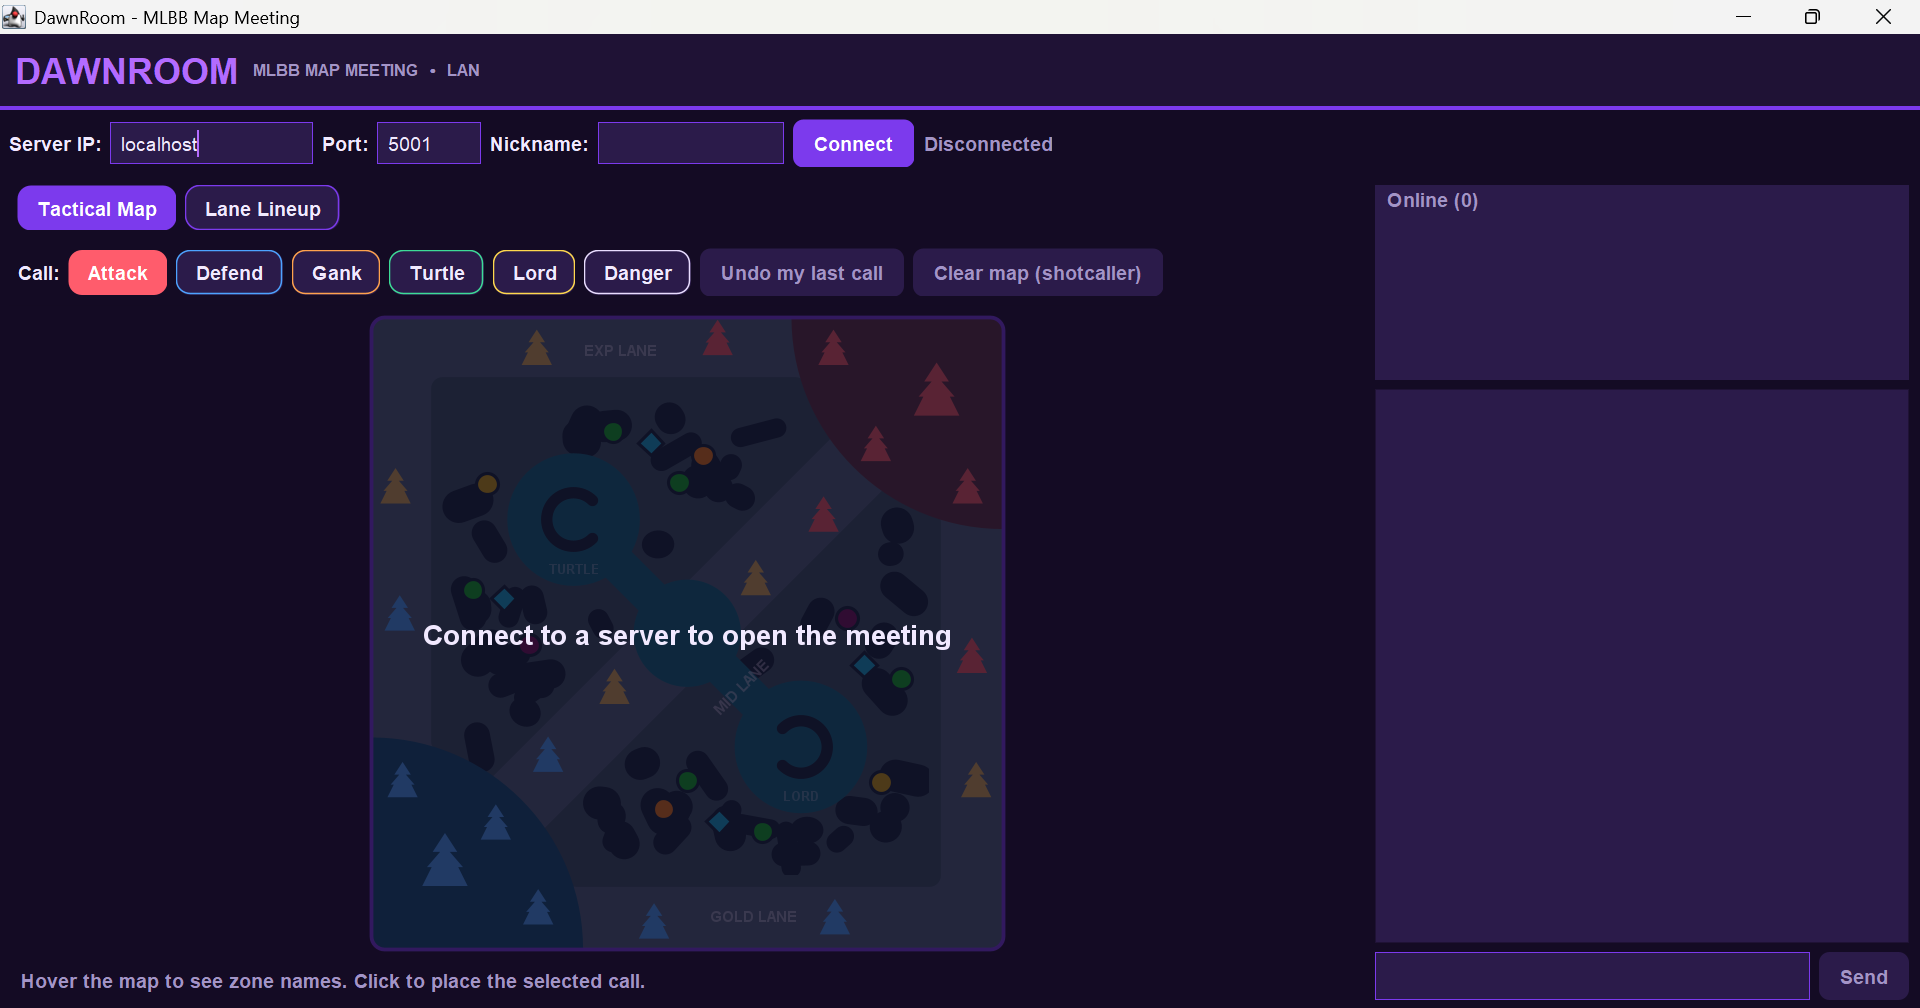 DawnRoom - MLBB Map Meeting
DAWNROOM MLBB MAP MEETING • LAN
Server IP: localhost Port: 5001 Nickname: Connect Disconnected
Tactical Map Lane Lineup
Online (0)
Call: Attack Defend Gank Turtle Lord Danger Undo my last call Clear map (shotcaller)
EXP LANE
TURTLE
Connect to a server to open the meeting
MID LANE
LORD
GOLD LANE
Hover the map to see zone names. Click to place the selected call.
Send